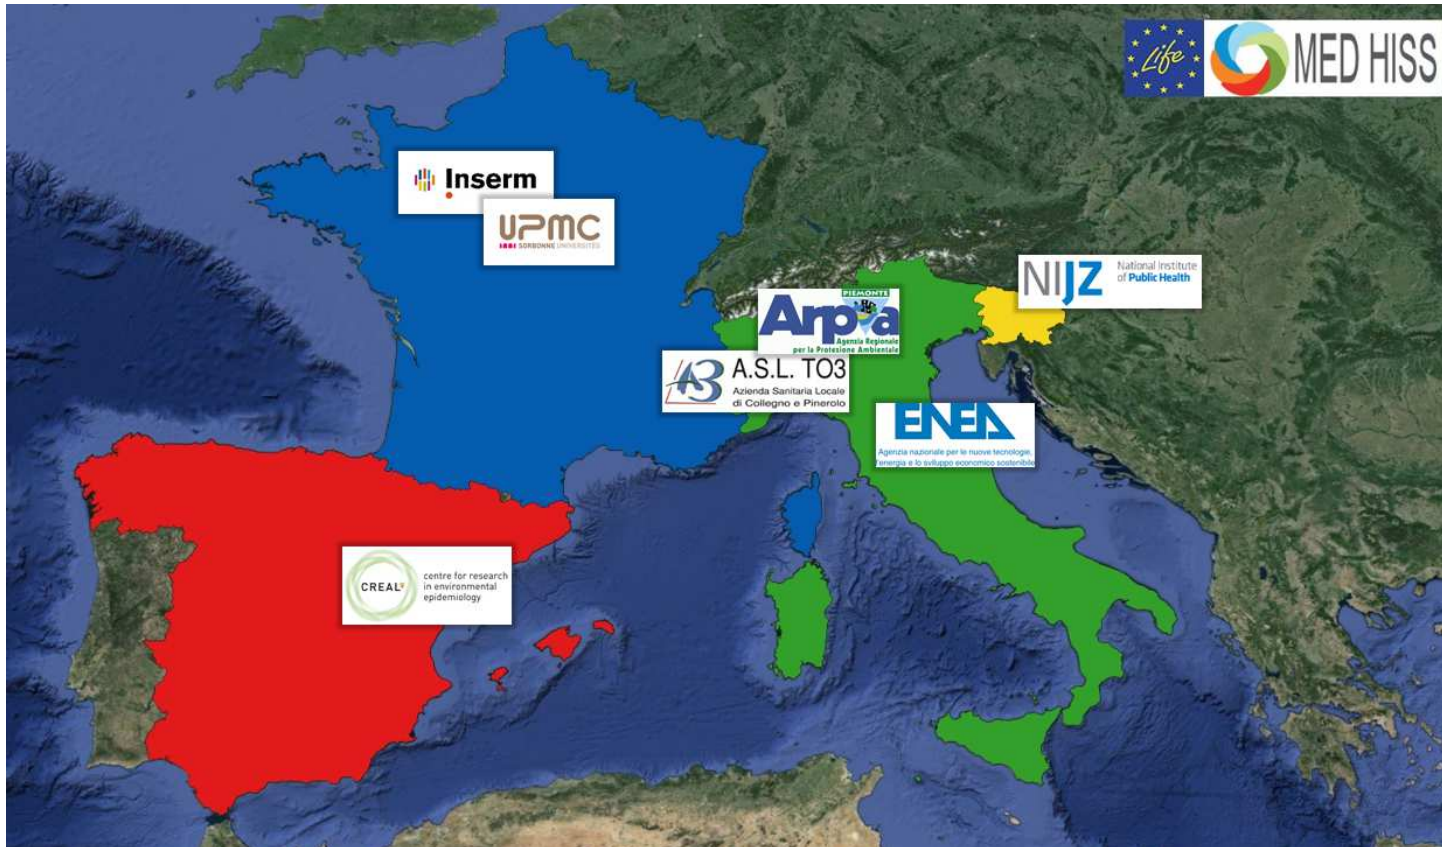 Life
MED HISS
Inserm
UPMC
SORBONNE UNIVERSITÉS
NIJZ
National Institute
of Public Health
PIEMONTE
Arpa
Agenzia Regionale
per la Protezione Ambientale
A.S.L. TO3
Azienda Sanitaria Locale
di Collegno e Pinerolo
ENEA
Agenzia nazionale per le nuove tecnologie,
l'energia e lo sviluppo economico sostenibile
CREAL
centre for research
in environmental
epidemiology